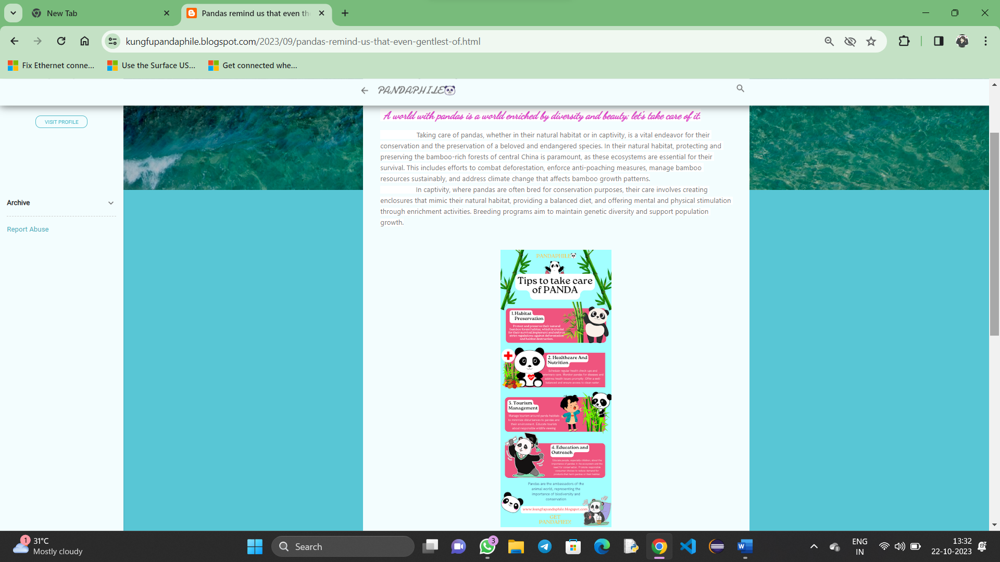 New Tab
Pandas remind us that even the
kungfupandaphile.blogspot.com/2023/09/pandas-remind-us-that-even-gentlest-of.html
Fix Ethernet conne...
Use the Surface US...
Get connected whe...
PANDAPHILE🐼
VISIT PROFILE
Archive
Report Abuse
A world with pandas is a world enriched by diversity and beauty; let's take care of it.
Taking care of pandas, whether in their natural habitat or in captivity, is a vital endeavor for their
conservation and the preservation of a beloved and endangered species. In their natural habitat, protecting and
preserving the bamboo-rich forests of central China is paramount, as these ecosystems are essential for their
survival. This includes efforts to combat deforestation, enforce anti-poaching measures, manage bamboo
resources sustainably, and address climate change that affects bamboo growth patterns.
In captivity, where pandas are often bred for conservation purposes, their care involves creating
enclosures that mimic their natural habitat, providing a balanced diet, and offering mental and physical stimulation
through enrichment activities. Breeding programs aim to maintain genetic diversity and support population
growth.
PANDAPHILE🐼
Tips to take care
of PANDA
1.Habitat
Preservation
Protect and preserve their natural
bamboo forest habitat, which is crucial
for their survival.Implement and enforce
strict regulations against deforestation
and habitat destruction.
2. Healthcare And
Nutrition
Schedule regular health check-ups and
veterinary care. Monitor pandas for diseases and
address health issues promptly. Offer a well-
balanced and ensure access to clean water.
3. Tourism
Management
Manage tourism around panda habitats
to minimize disturbances to pandas and
their environment. Educate tourists
about responsible wildlife viewing
4. Education and
Outreach
Educate people, especially children, about the
importance of pandas in the ecosystem and the
need for conservation. Promote responsible
consumer choices to reduce demand for
products that harm pandas or their habitat.
Pandas are the ambassadors of the
animal world, representing the
importance of biodiversity and
conservation
www.kungfupandaphile.blogspot.com
GET
PANDAFIED!
1
31°C
Mostly cloudy
Search
3
W
ENG
IN
13:32
22-10-2023